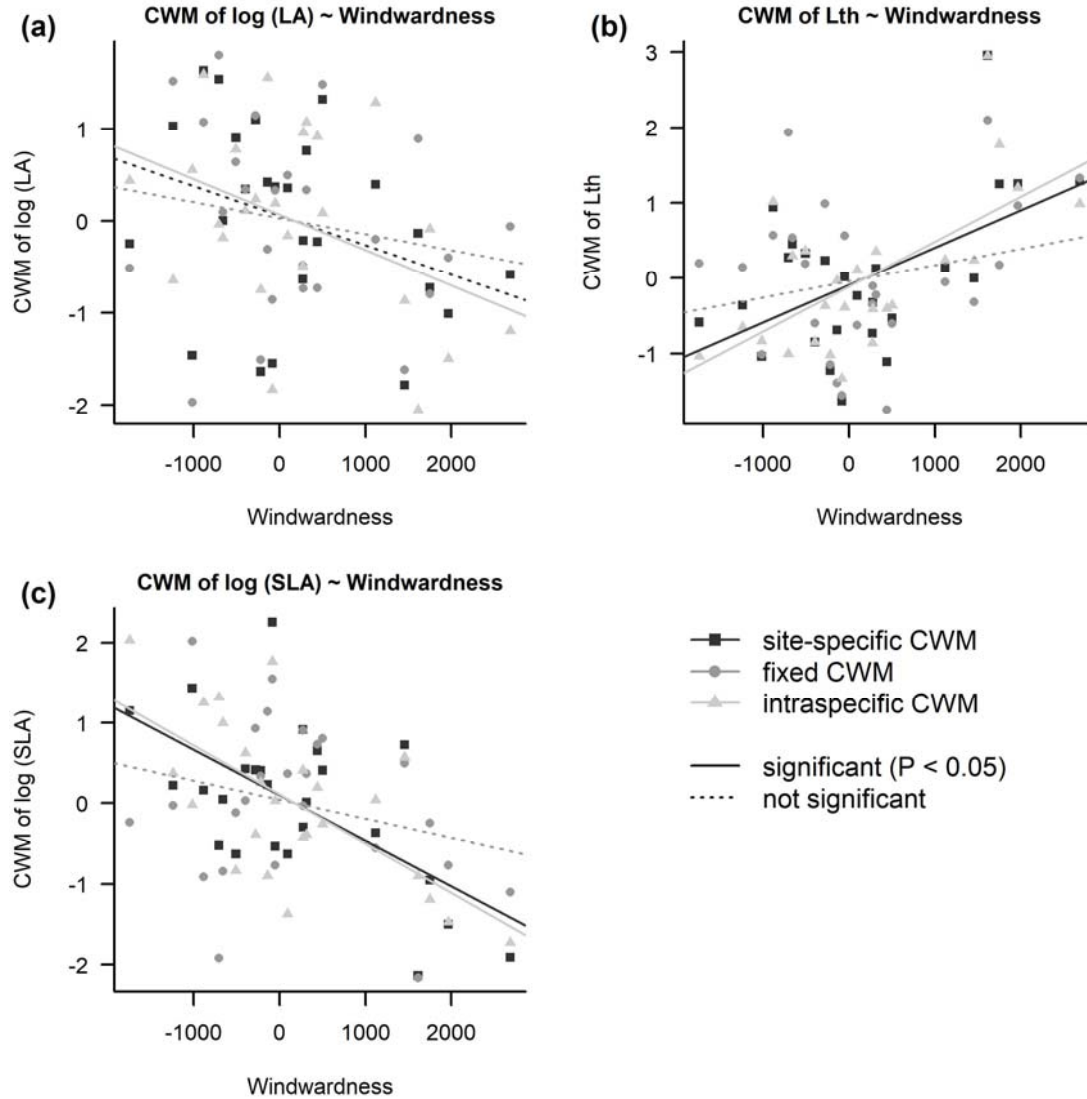 (a)
CWM of log (LA) ~ Windwardness
CWM of log (LA)
1
0
-1
-2
-1000 0 1000 2000
Windwardness
(b)
CWM of Lth ~ Windwardness
CWM of Lth
3
2
1
0
-1
-1000 0 1000 2000
Windwardness
(c)
CWM of log (SLA) ~ Windwardness
CWM of log (SLA)
2
1
0
-1
-2
-1000 0 1000 2000
Windwardness
site-specific CWM
fixed CWM
intraspecific CWM
significant (P < 0.05)
not significant